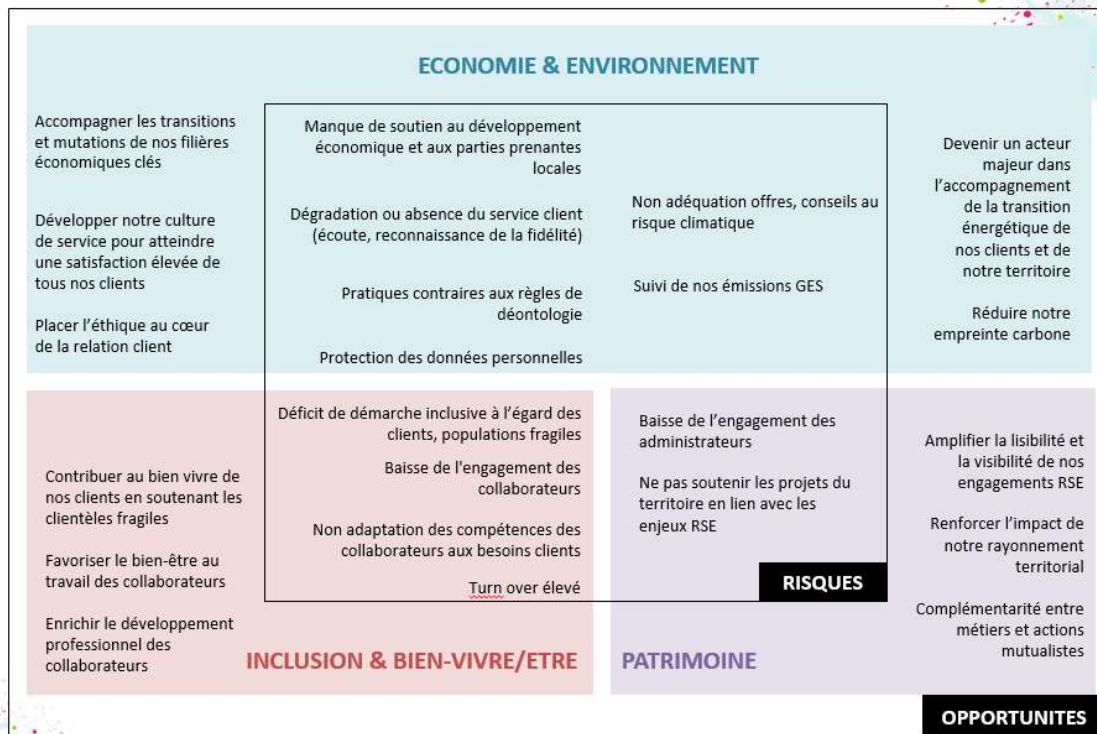 ECONOMIE & ENVIRONNEMENT
Accompagner les transitions
et mutations de nos filières
économiques clés
Développer notre culture
de service pour atteindre
une satisfaction élevée de
tous nos clients
Placer l’éthique au cœur
de la relation client
Manque de soutien au développement
économique et aux parties prenantes
locales
Dégradation ou absence du service client
(écoute, reconnaissance de la fidélité)
Pratiques contraires aux règles de
déontologie
Protection des données personnelles
Non adéquation offres, conseils au
risque climatique
Suivi de nos émissions GES
Devenir un acteur
majeur dans
l’accompagnement
de la transition
énergétique de
nos clients et de
notre territoire
Réduire notre
empreinte carbone
Contribuer au bien vivre de
nos clients en soutenant les
clientèles fragiles
Favoriser le bien-être au
travail des collaborateurs
Enrichir le développement
professionnel des
collaborateurs
Déficit de démarche inclusive à l’égard des
clients, populations fragiles
Baisse de l'engagement des
collaborateurs
Non adaptation des compétences des
collaborateurs aux besoins clients
Turn over élevé
INCLUSION & BIEN-VIVRE/ETRE
Baisse de l’engagement des
administrateurs
Ne pas soutenir les projets du
territoire en lien avec les
enjeux RSE
RISQUES
PATRIMOINE
Amplifier la lisibilité et
la visibilité de nos
engagements RSE
Renforcer l’impact de
notre rayonnement
territorial
Complémentarité entre
métiers et actions
mutualistes
OPPORTUNITES